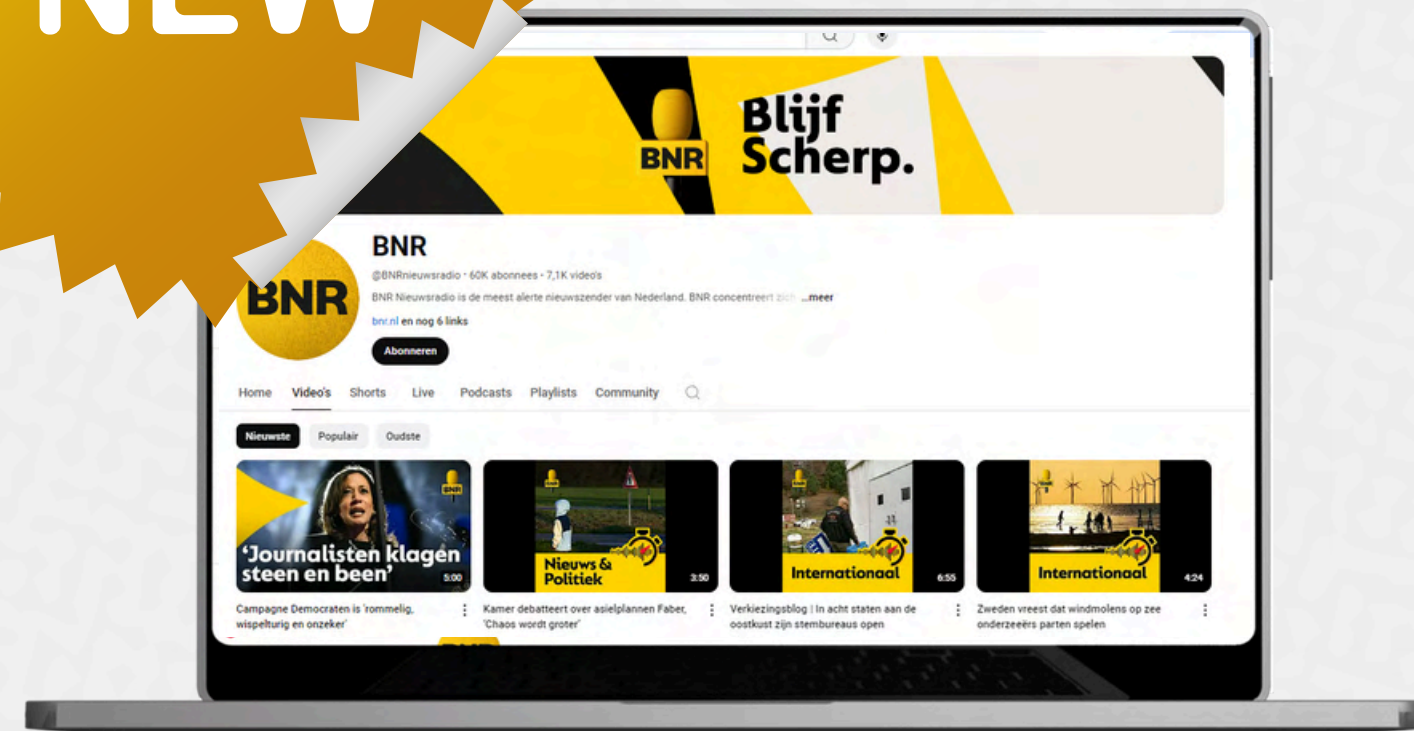 NEW
Blijf
Scherp.
BNR
BNR
@BNRnieuwsradio • 60K abonnees • 7,1K video's
BNR Nieuwsradio is de meest alerte nieuwszender van Nederland. BNR concentreert zich ...meer
BNR
bnr.nl en nog 6 links
Abonneren
Home Video's Shorts Live Podcasts Playlists Community
Nieuwste Populair Oudste
BNR
'Journalisten klagen
steen en been'
5:00
Nieuws &
Politiek
3:50
Internationaal
6:55
Internationaal
4:24
Campagne Democraten is 'rommelig,
wispelturig en onzeker'
Kamer debatteert over asielplannen Faber,
'Chaos wordt groter'
Verkiezingsblog | In acht staten aan de
oostkust zijn stembureaus open
Zweden vreest dat windmolens op zee
onderzeeërs parten spelen